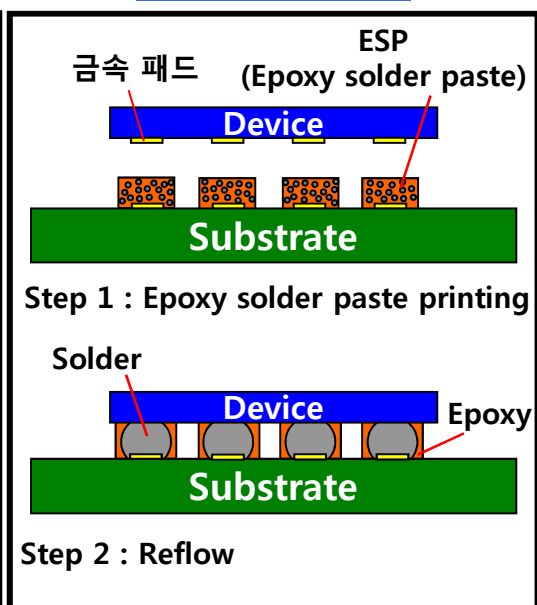 금속 패드
ESP
(Epoxy solder paste)
Device
Substrate
Step 1 : Epoxy solder paste printing
Solder
Device
Epoxy
Substrate
Step 2 : Reflow